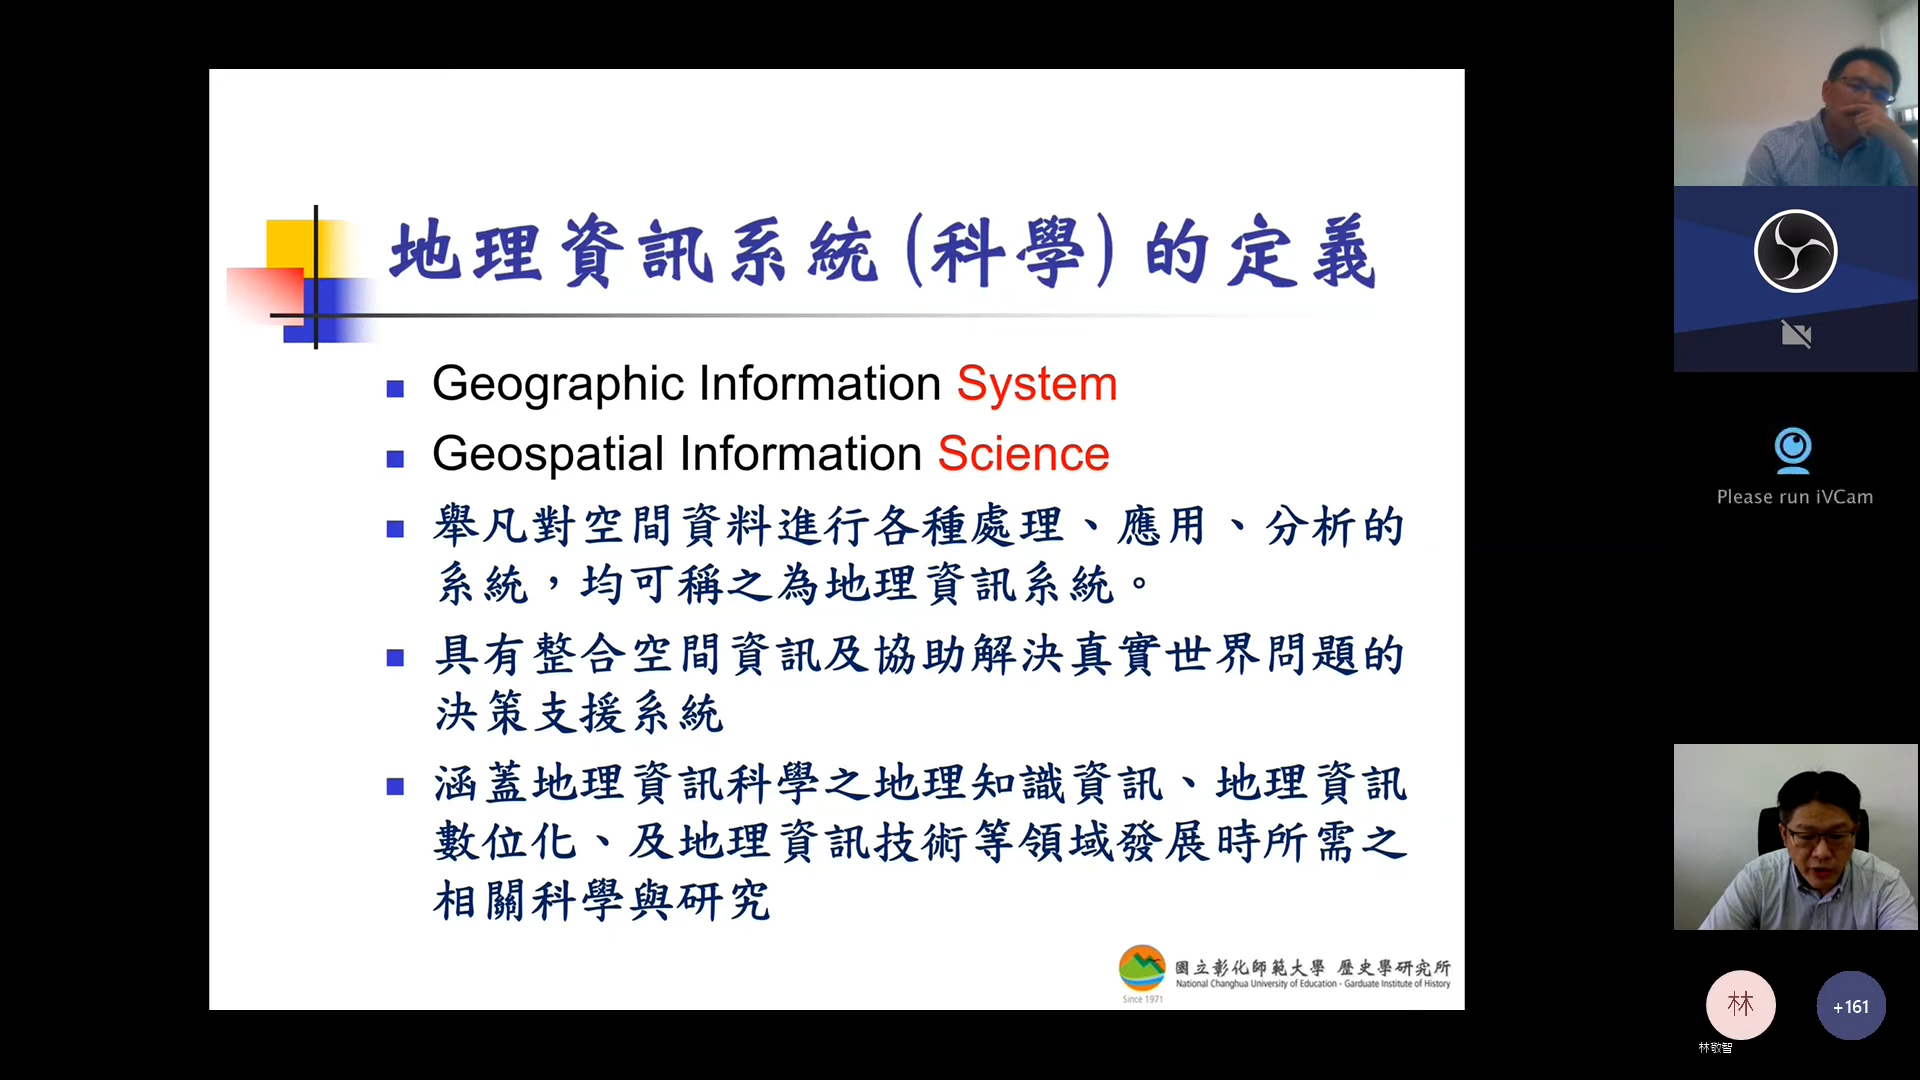 地理資訊系統(科學)的定義
Geographic Information System
Geospatial Information Science
舉凡對空間資料進行各種處理、應用、分析的
系統，均可稱之為地理資訊系統。
具有整合空間資訊及協助解決真實世界問題的
決策支援系統
涵蓋地理資訊科學之地理知識資訊、地理資訊
數位化、及地理資訊技術等領域發展時所需之
相關科學與研究
國立彰化師範大學 歷史學研究所
National Changhua University of Education - Garduate Institute of History
Since 1971
Please run iVCam
林
+161
林敬智